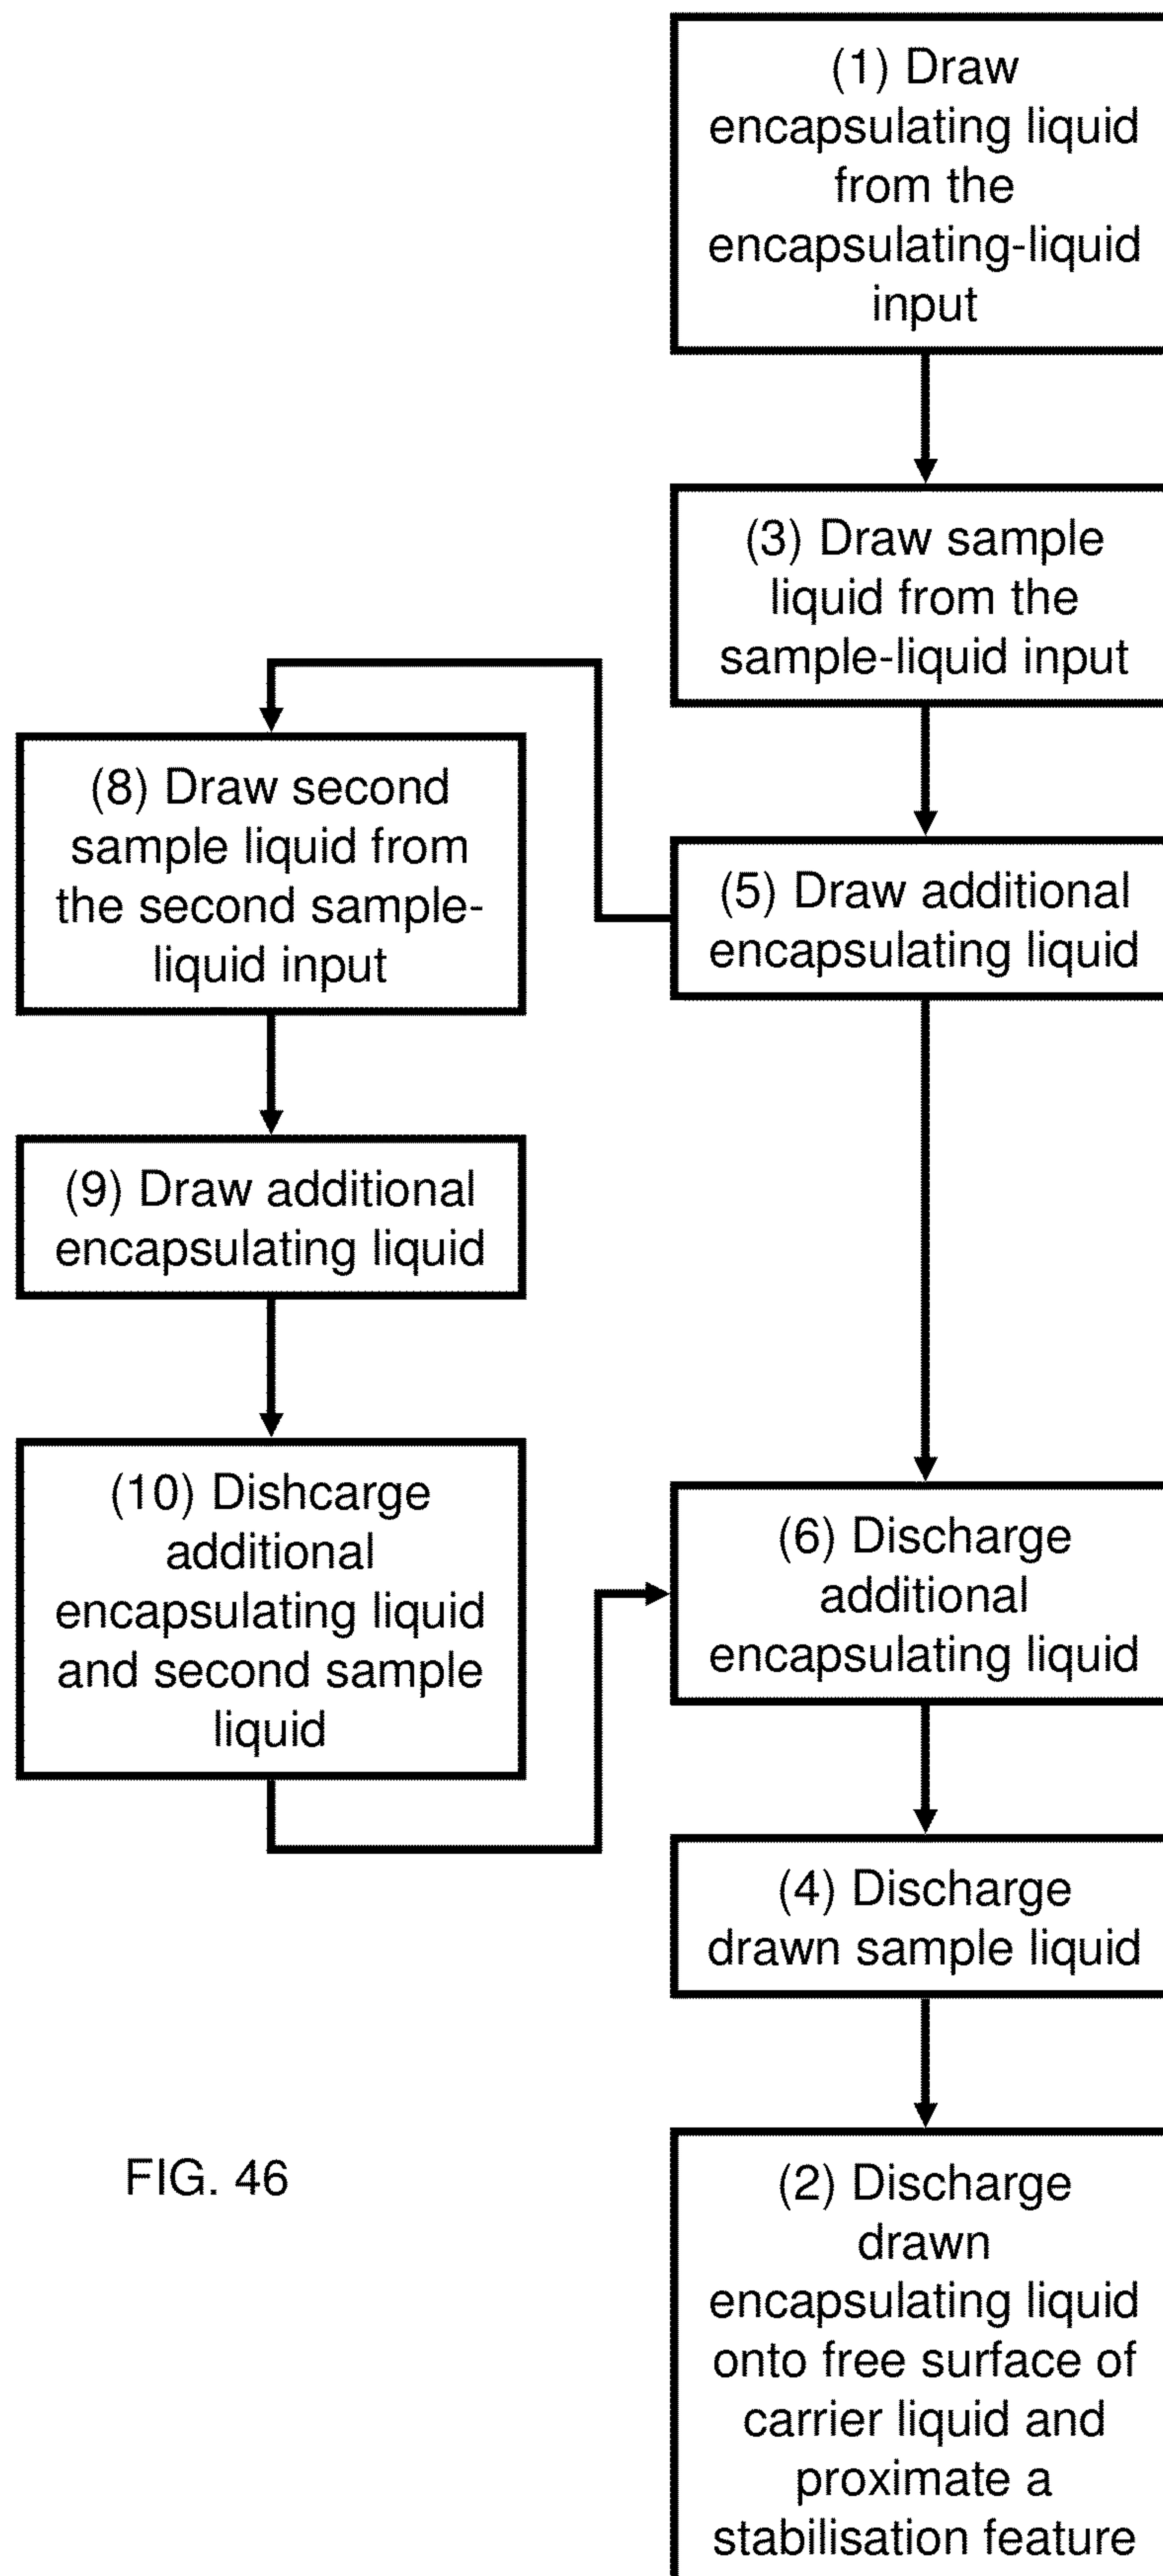 (1) Draw
encapsulating liquid
from the
encapsulating-liquid
input
(3) Draw sample
liquid from the
sample-liquid input
(5) Draw additional
encapsulating liquid
(8) Draw second
sample liquid from
the second sample-
liquid input
(9) Draw additional
encapsulating liquid
(10) Dishcarge
additional
encapsulating liquid
and second sample
liquid
(6) Discharge
additional
encapsulating liquid
(4) Discharge
drawn sample liquid
(2) Discharge
drawn
encapsulating liquid
onto free surface of
carrier liquid and
proximate a
stabilisation feature
FIG. 46